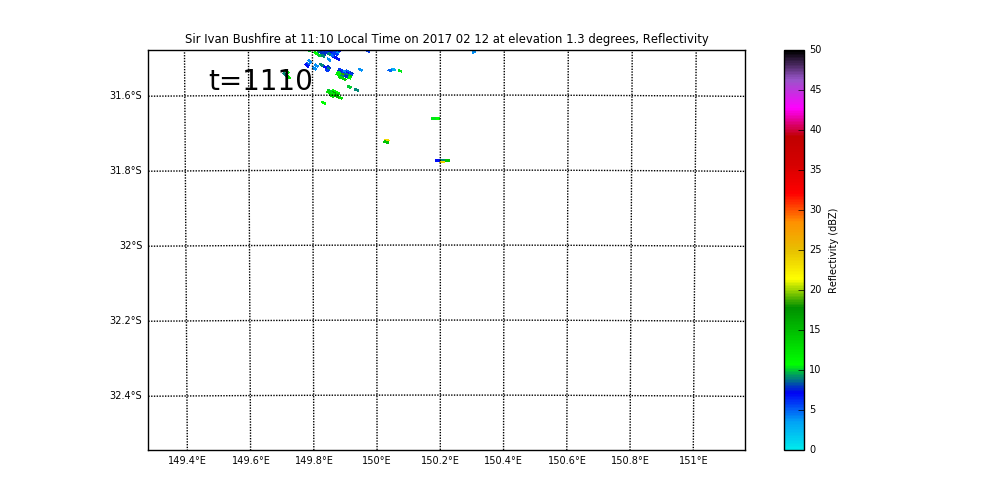 Sir Ivan Bushfire at 11:10 Local Time on 2017 02 12 at elevation 1.3 degrees, Reflectivity
t=1110
31.6°S
31.8°S
32°S
32.2°S
32.4°S
149.4°E 149.6°E 149.8°E 150°E 150.2°E 150.4°E 150.6°E 150.8°E 151°E
50
45
40
35
30
25
20
15
10
5
0
Reflectivity (dBZ)